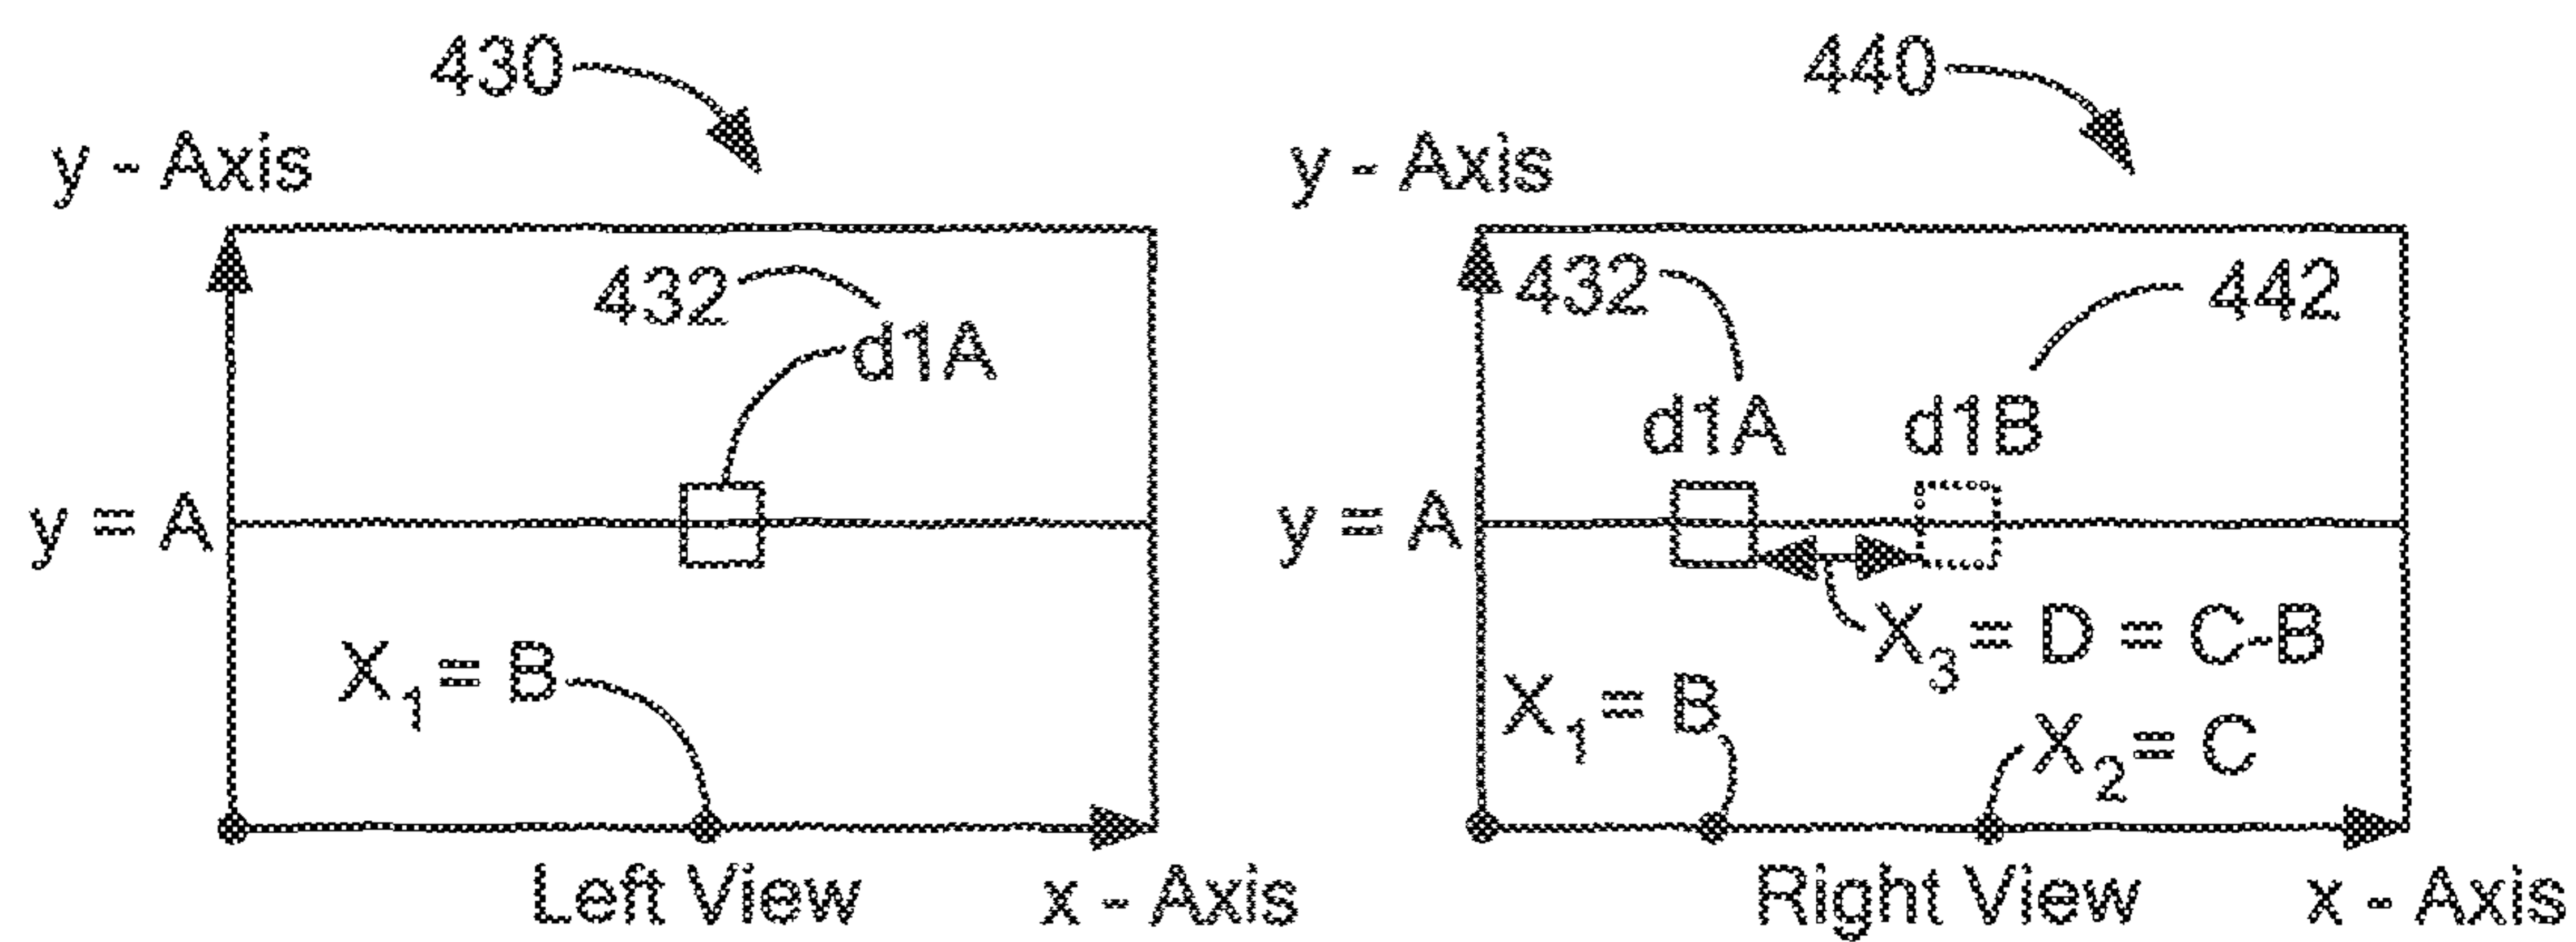 430
y - Axis
432
d1A
y = A
X1 = B
Left View
x - Axis
440
y - Axis
432
442
d1A
d1B
y = A
X3 = D = C-B
X1 = B
X2 = C
Right View
x - Axis